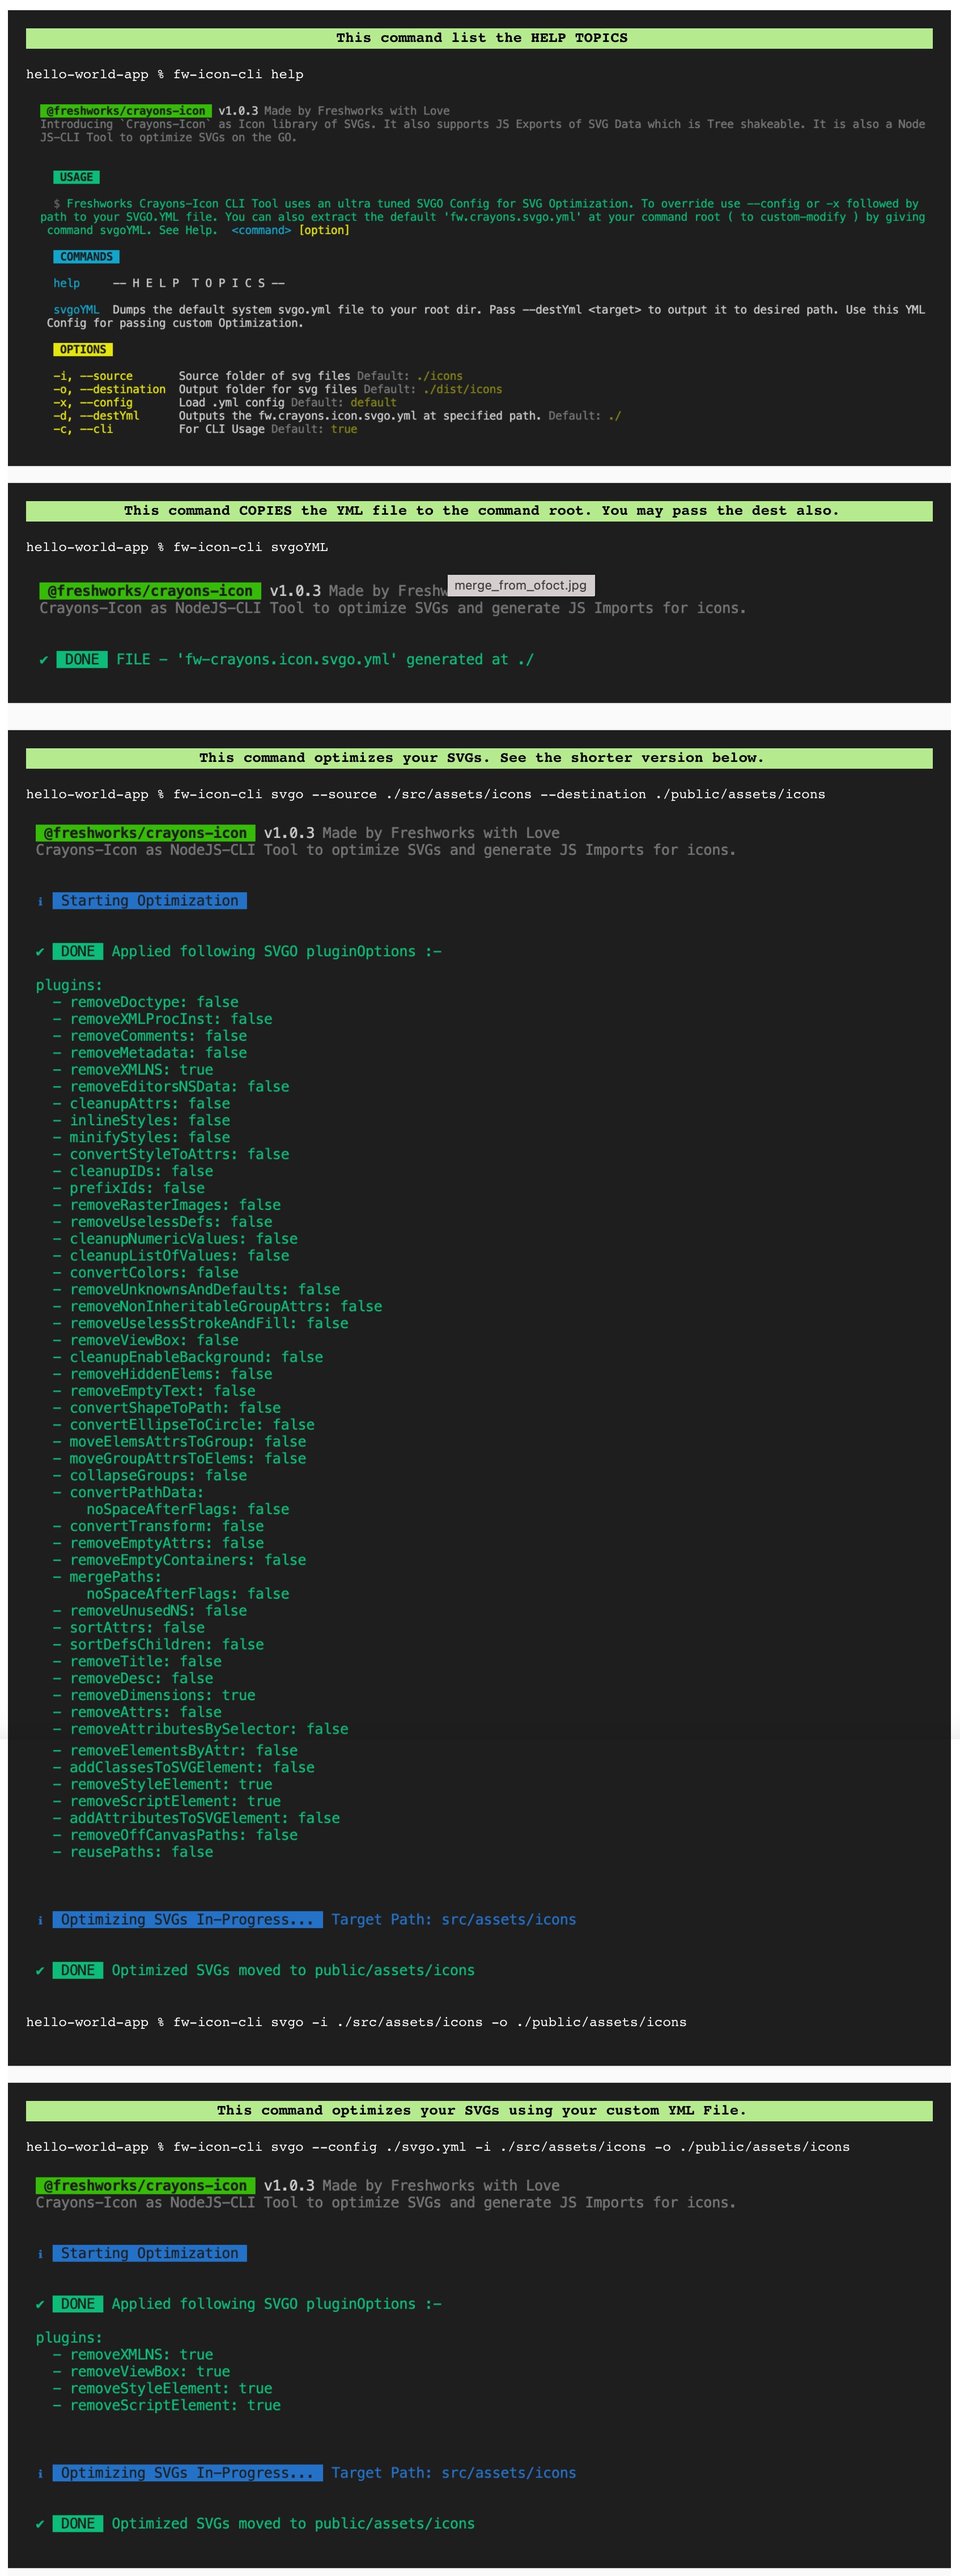 This command list the HELP TOPICS
hello-world-app % fw-icon-cli help
@freshworks/crayons-icon v1.0.3 Made by Freshworks with Love
Introducing `Crayons-Icon` as Icon library of SVGs. It also supports JS Exports of SVG Data which is Tree shakeable. It is also a Node
JS-CLI Tool to optimize SVGs on the GO.
USAGE
$ Freshworks Crayons-Icon CLI Tool uses an ultra tuned SVGO Config for SVG Optimization. To override use --config or -x followed by
path to your SVGO.YML file. You can also extract the default 'fw.crayons.svgo.yml' at your command root ( to custom-modify ) by giving
command svgoYML. See Help. <command> [option]
COMMANDS
help -- H E L P T O P I C S --
svgoYML Dumps the default system svgo.yml file to your root dir. Pass --destYml <target> to output it to desired path. Use this YML
Config for passing custom Optimization.
OPTIONS
-i, --source Source folder of svg files Default: ./icons
-o, --destination Output folder for svg files Default: ./dist/icons
-x, --config Load .yml config Default: default
-d, --destYml Outputs the fw.crayons.icon.svgo.yml at specified path. Default: ./
-c, --cli For CLI Usage Default: true
This command COPIES the YML file to the command root. You may pass the dest also.
hello-world-app % fw-icon-cli svgoYML
@freshworks/crayons-icon v1.0.3 Made by Freshw merge_from_ofoct.jpg
Crayons-Icon as NodeJS-CLI Tool to optimize SVGs and generate JS Imports for icons.
✔ DONE FILE - 'fw-crayons.icon.svgo.yml' generated at ./
This command optimizes your SVGs. See the shorter version below.
hello-world-app % fw-icon-cli svgo --source ./src/assets/icons --destination ./public/assets/icons
@freshworks/crayons-icon v1.0.3 Made by Freshworks with Love
Crayons-Icon as NodeJS-CLI Tool to optimize SVGs and generate JS Imports for icons.
ℹ Starting Optimization
✔ DONE Applied following SVGO pluginOptions :-
plugins:
- removeDoctype: false
- removeXMLProcInst: false
- removeComments: false
- removeMetadata: false
- removeXMLNS: true
- removeEditorsNSData: false
- cleanupAttrs: false
- inlineStyles: false
- minifyStyles: false
- convertStyleToAttrs: false
- cleanupIDs: false
- prefixIds: false
- removeRasterImages: false
- removeUselessDefs: false
- cleanupNumericValues: false
- cleanupListOfValues: false
- convertColors: false
- removeUnknownsAndDefaults: false
- removeNonInheritableGroupAttrs: false
- removeUselessStrokeAndFill: false
- removeViewBox: false
- cleanupEnableBackground: false
- removeHiddenElems: false
- removeEmptyText: false
- convertShapeToPath: false
- convertEllipseToCircle: false
- moveElemsAttrsToGroup: false
- moveGroupAttrsToElems: false
- collapseGroups: false
- convertPathData:
noSpaceAfterFlags: false
- convertTransform: false
- removeEmptyAttrs: false
- removeEmptyContainers: false
- mergePaths:
noSpaceAfterFlags: false
- removeUnusedNS: false
- sortAttrs: false
- sortDefsChildren: false
- removeTitle: false
- removeDesc: false
- removeDimensions: true
- removeAttrs: false
- removeAttributesBySelector: false
- removeElementsByAttr: false
- addClassesToSVGElement: false
- removeStyleElement: true
- removeScriptElement: true
- addAttributesToSVGElement: false
- removeOffCanvasPaths: false
- reusePaths: false
ℹ Optimizing SVGs In-Progress... Target Path: src/assets/icons
✔ DONE Optimized SVGs moved to public/assets/icons
hello-world-app % fw-icon-cli svgo -i ./src/assets/icons -o ./public/assets/icons
This command optimizes your SVGs using your custom YML File.
hello-world-app % fw-icon-cli svgo --config ./svgo.yml -i ./src/assets/icons -o ./public/assets/icons
@freshworks/crayons-icon v1.0.3 Made by Freshworks with Love
Crayons-Icon as NodeJS-CLI Tool to optimize SVGs and generate JS Imports for icons.
ℹ Starting Optimization
✔ DONE Applied following SVGO pluginOptions :-
plugins:
- removeXMLNS: true
- removeViewBox: true
- removeStyleElement: true
- removeScriptElement: true
ℹ Optimizing SVGs In-Progress... Target Path: src/assets/icons
✔ DONE Optimized SVGs moved to public/assets/icons